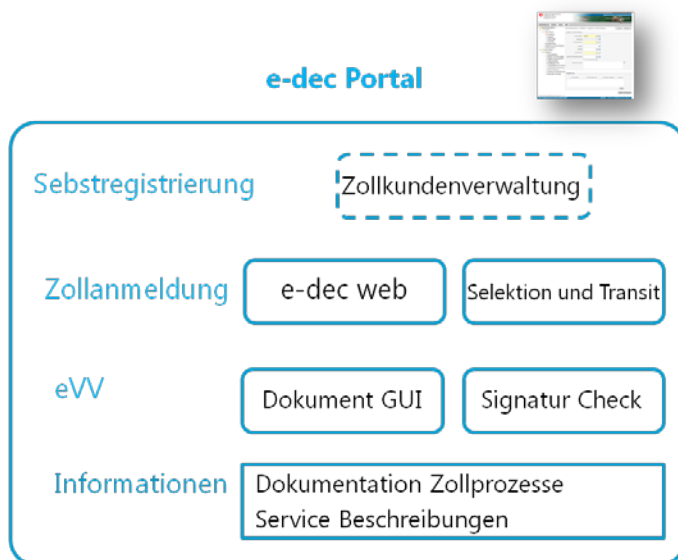 e-dec Portal
Sebstregistrierung
Zollkundenverwaltung
Zollanmeldung
e-dec web
Selektion und Transit
eVV
Dokument GUI
Signatur Check
Informationen
Dokumentation Zollprozesse
Service Beschreibungen